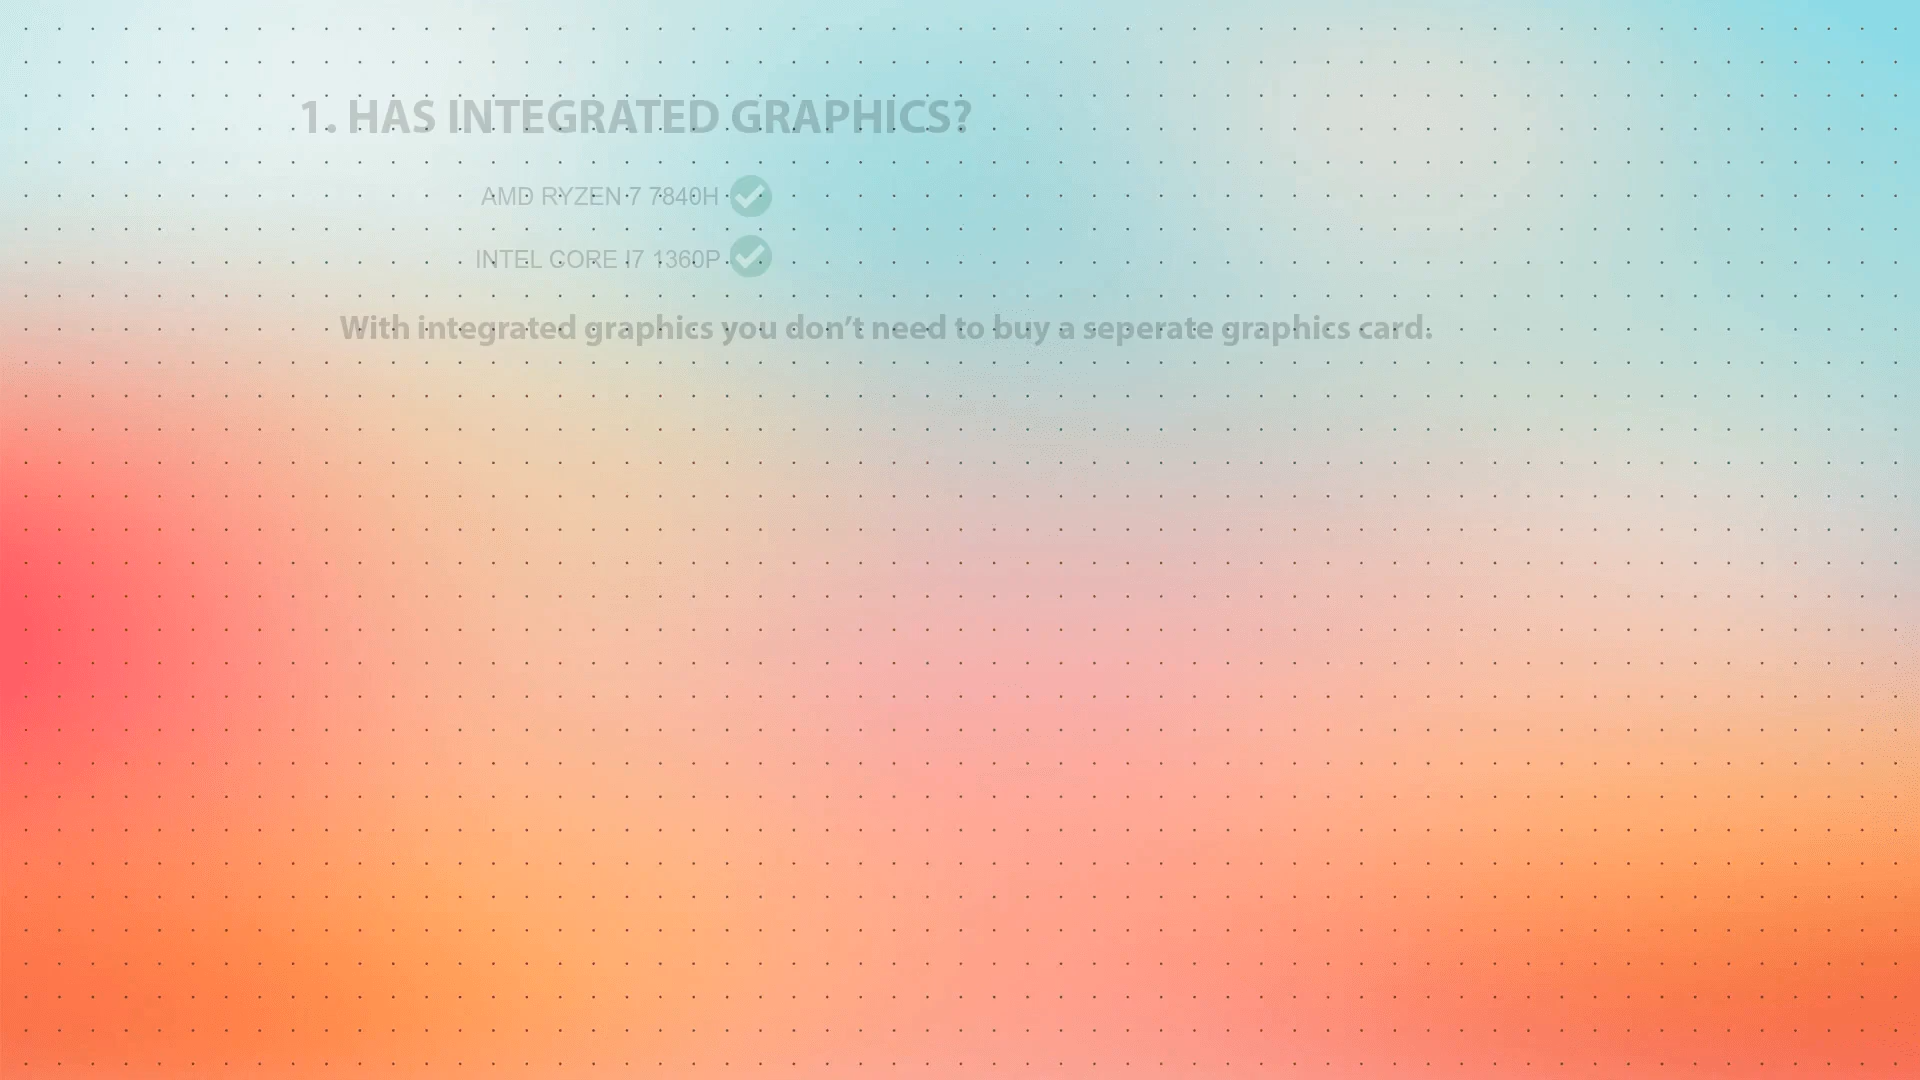 1. HAS INTEGRATED GRAPHICS?
AMD RYZEN 7 7840H
INTEL CORE I7 1360P
With integrated graphics you don’t need to buy a seperate graphics card.